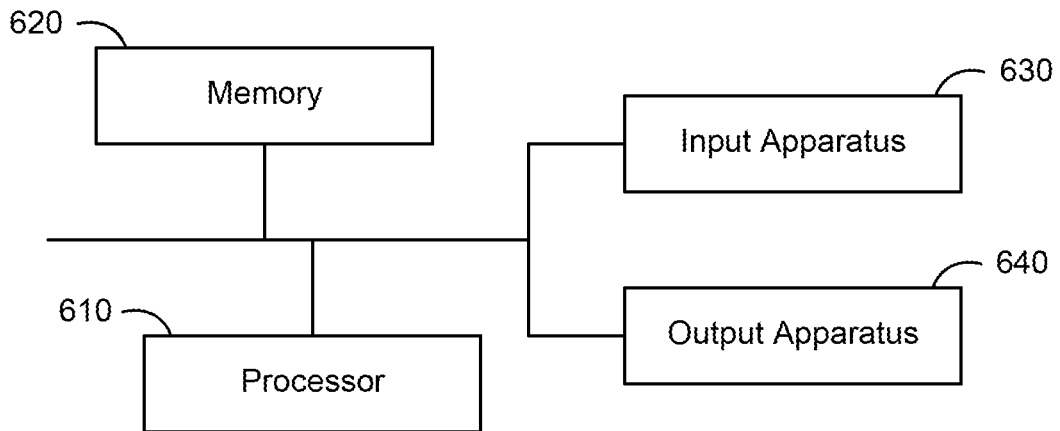 620
Memory
630
Input Apparatus
640
Output Apparatus
610
Processor